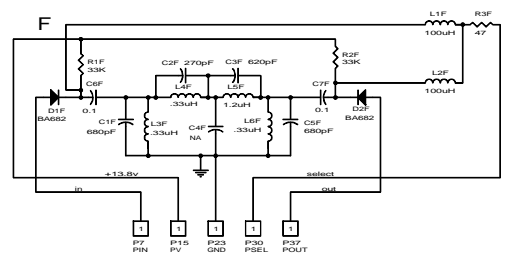 L1F
R3F
F
100uH
47
R1F
33K
C2F 270pF
C3F 620pF
R2F
33K
C6F
L4F
L5F
C7F
L2F
100uH
D1F
BA682
0.1
.33uH
1.2uH
0.1
D2F
BA682
C1F
680pF
L3F
.33uH
C4F
NA
L6F
.33uH
C5F
680pF
+13.8v
select
in
out
1
1
1
1
1
P7
PIN
P15
PV
P23
GND
P30
PSEL
P37
POUT